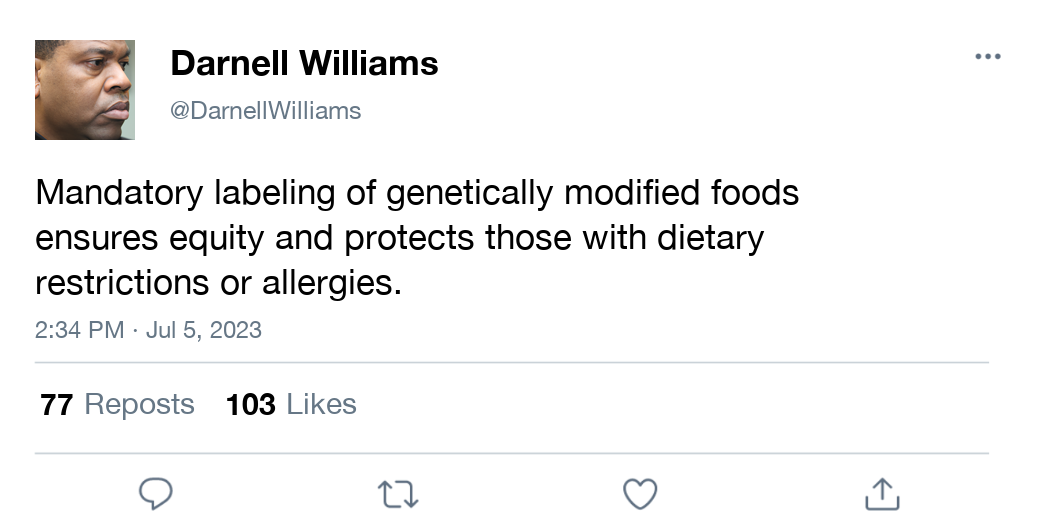 Darnell Williams
@DarnellWilliams
Mandatory labeling of genetically modified foods
ensures equity and protects those with dietary
restrictions or allergies.
2:34 PM · Jul 5, 2023
77 Reposts 103 Likes